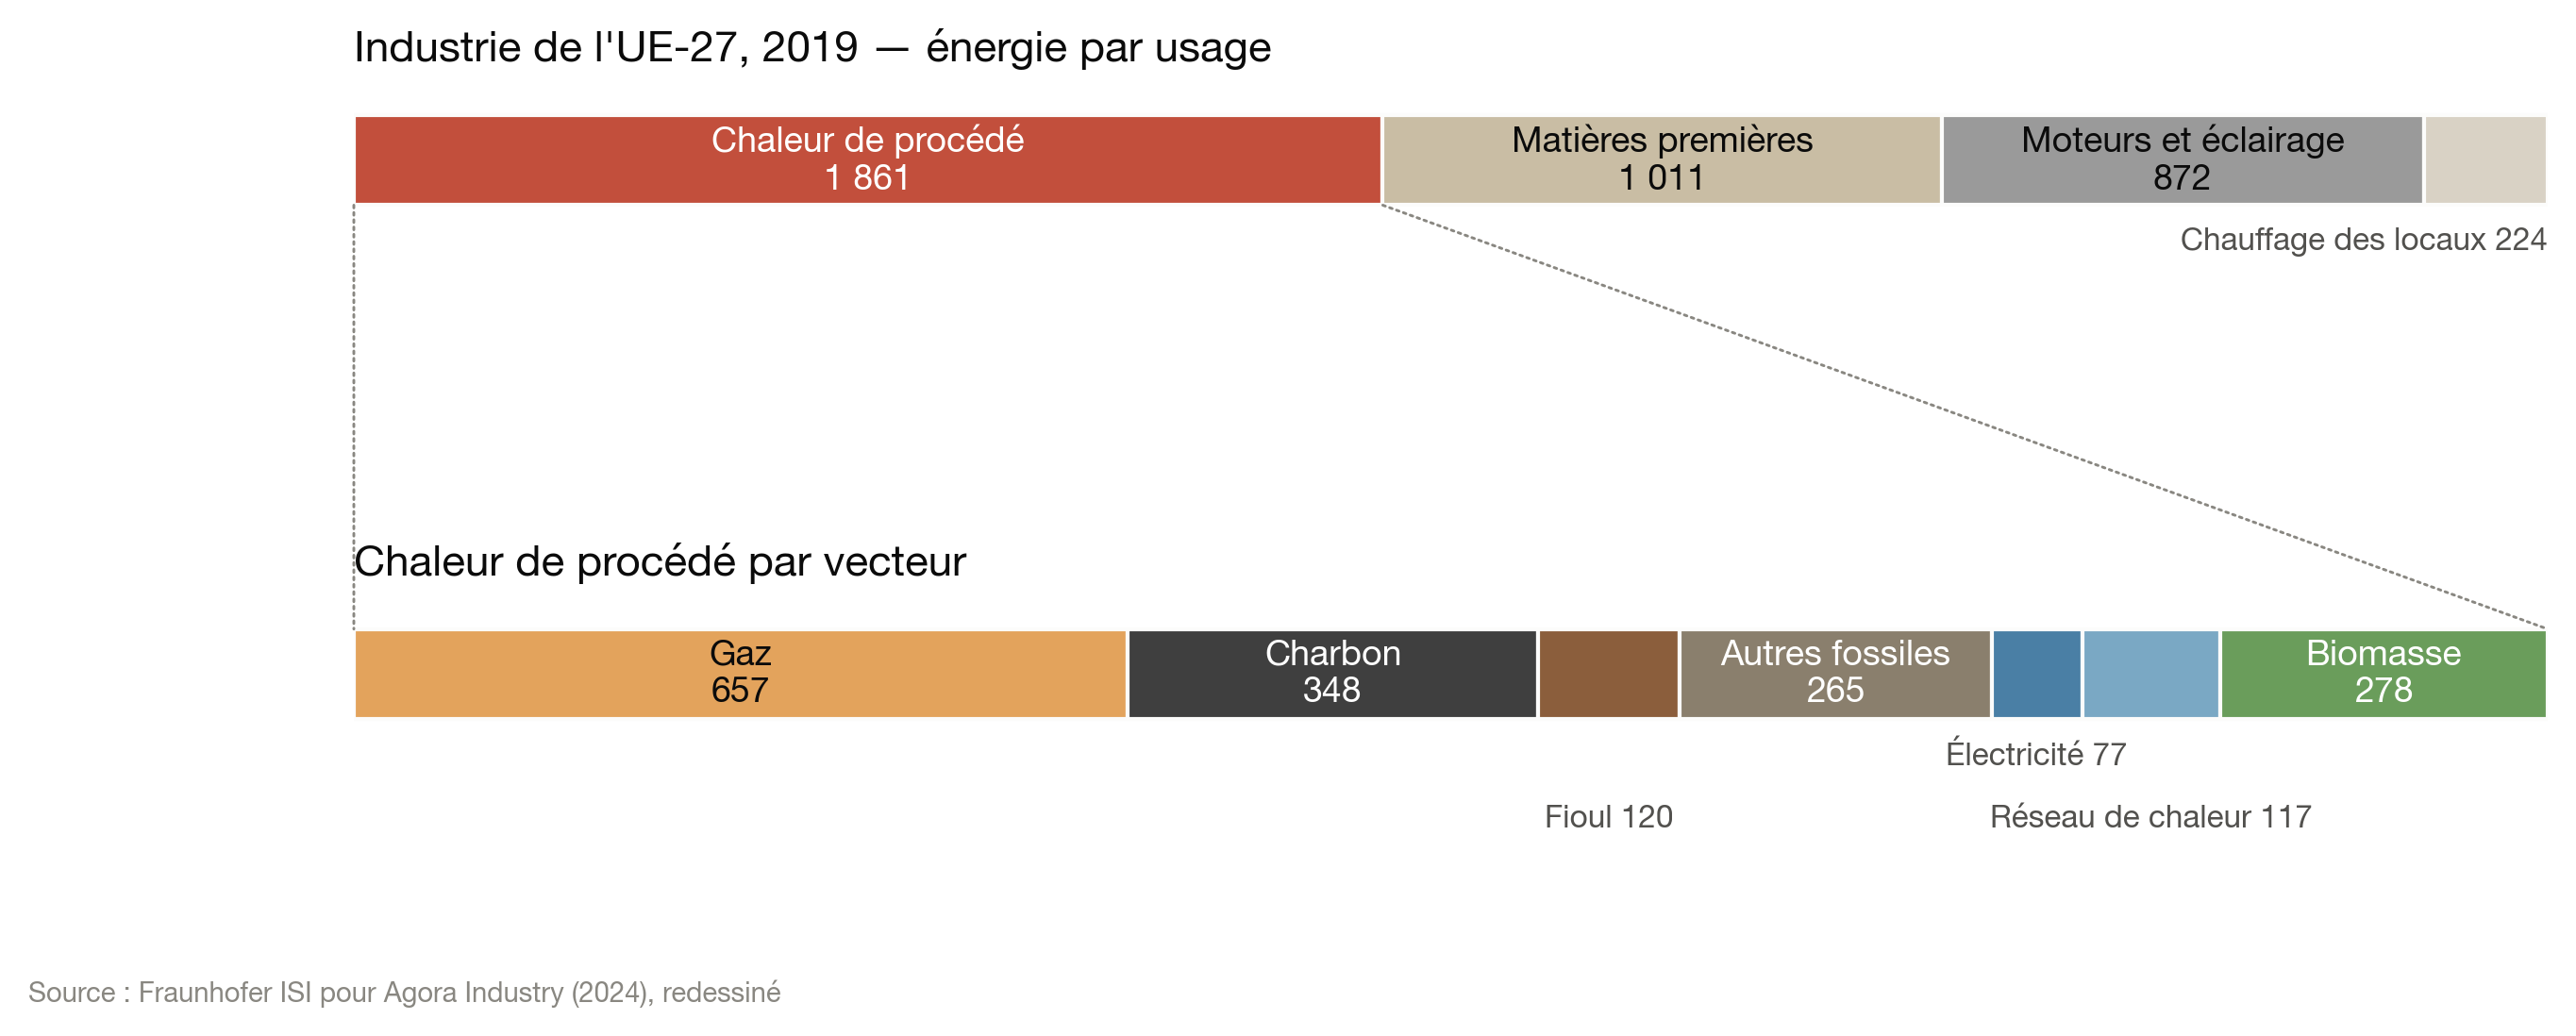 Industrie de l'UE-27, 2019 — énergie par usage
Chaleur de procédé
1 861
Matières premières
1 011
Moteurs et éclairage
872
Chauffage des locaux 224
Chaleur de procédé par vecteur
Gaz
657
Charbon
348
Autres fossiles
265
Biomasse
278
Électricité 77
Fioul 120
Réseau de chaleur 117
Source : Fraunhofer ISI pour Agora Industry (2024), redessiné